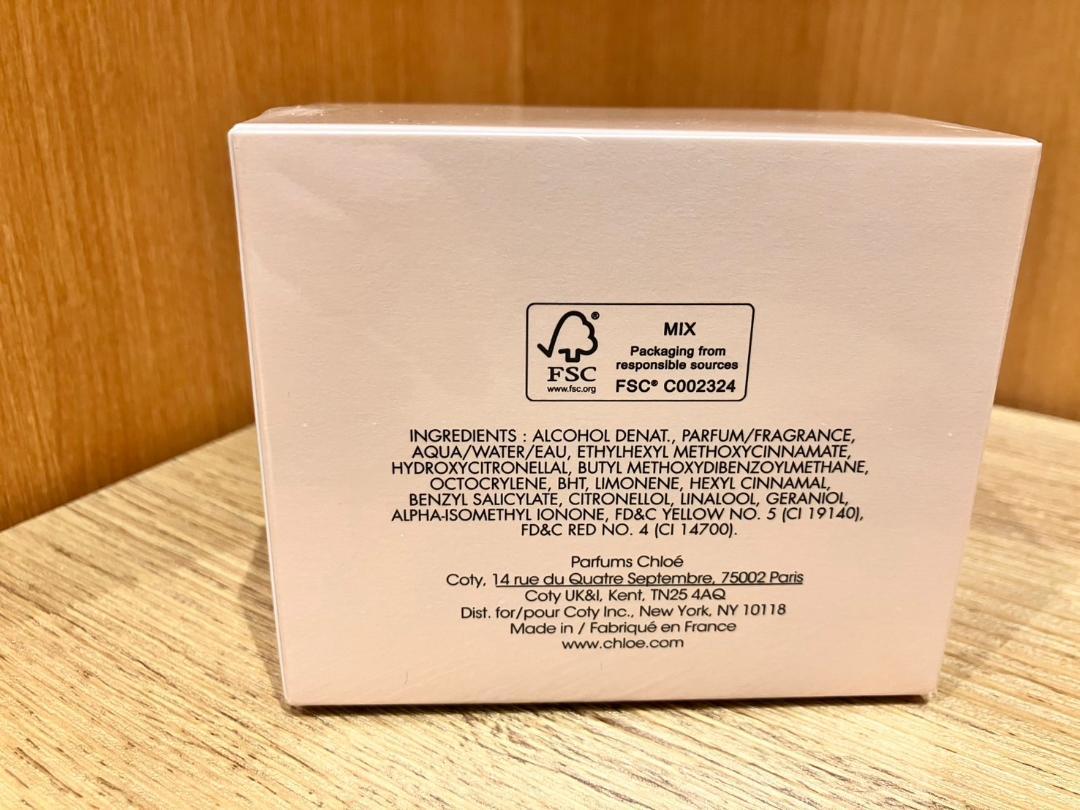 MIX
Packaging from
responsible sources
FSC® C002324
®
FSC
www.fsc.org
INGREDIENTS : ALCOHOL DENAT., PARFUM/FRAGRANCE,
AQUA/WATER/EAU, ETHYLHEXYL METHOXYCINNAMATE,
HYDROXYCITRONELLAL, BUTYL METHOXYDIBENZOYLMETHANE,
OCTOCRYLENE, BHT, LIMONENE, HEXYL CINNAMAL,
BENZYL SALICYLATE, CITRONELLOL, LINALOOL, GERANIOL,
ALPHA-ISOMETHYL IONONE, FD&C YELLOW NO. 5 (CI 19140),
FD&C RED NO. 4 (CI 14700).
Parfums Chloé
Coty, 14 rue du Quatre Septembre, 75002 Paris
Coty UK&I, Kent, TN25 4AQ
Dist. for/pour Coty Inc., New York, NY 10118
Made in / Fabriqué en France
www.chloe.com